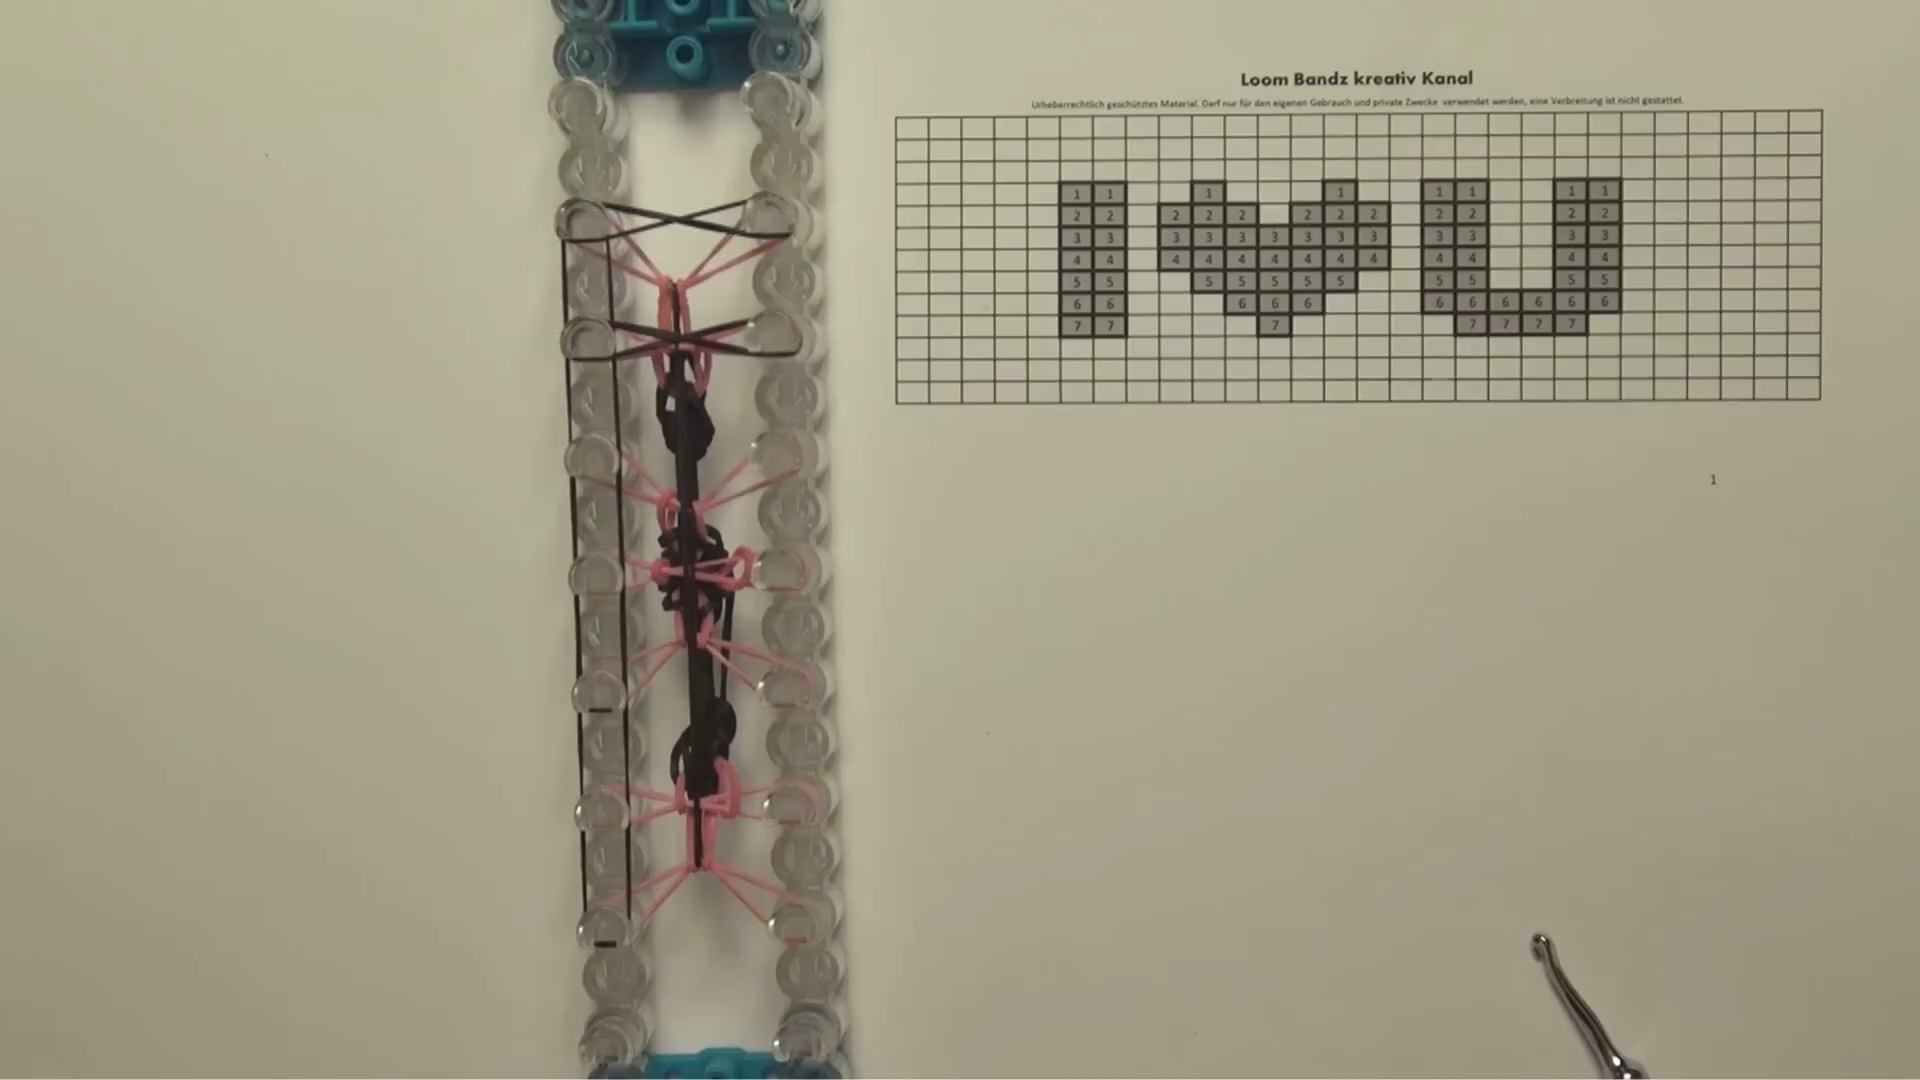 Loom Bandz kreativ Kanal
Urheberrechtlich geschütztes Material. Darf nur für den eigenen Gebrauch und private Zwecke verwendet werden, eine Verbreitung ist nicht gestattet.
1 1 1 1 1 1 1 1
2 2 2 2 2 2 2 2 2 2 2 2
3 3 3 3 3 3 3 3 3 3 3 3 3
4 4 4 4 4 4 4 4 4 4 4 4 4
5 5 5 5 5 5 5 5 5 5 5
6 6 6 6 6 6 6 6 6 6 6
7 7 7 7 7 7 7
1